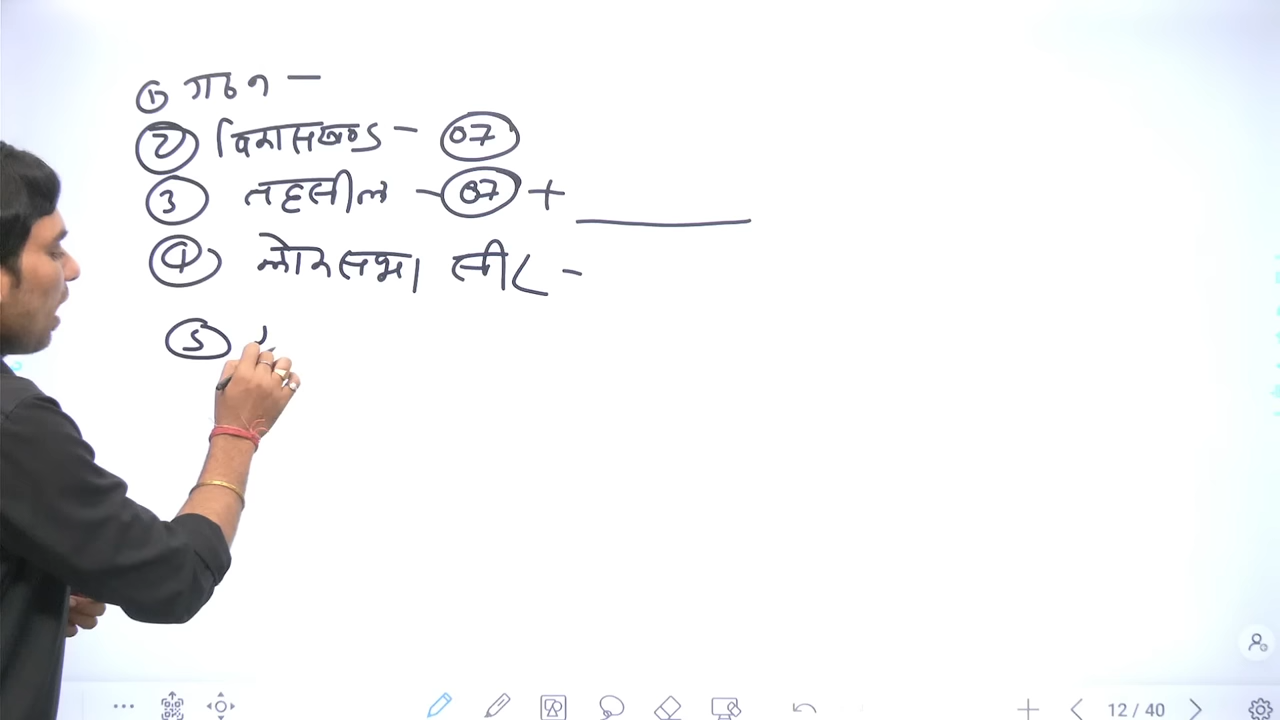 ① गठन –
② विकासखण्ड – 07
③ तहसील – 07 +
④ लोकसभा सीट –
⑤
12 / 40